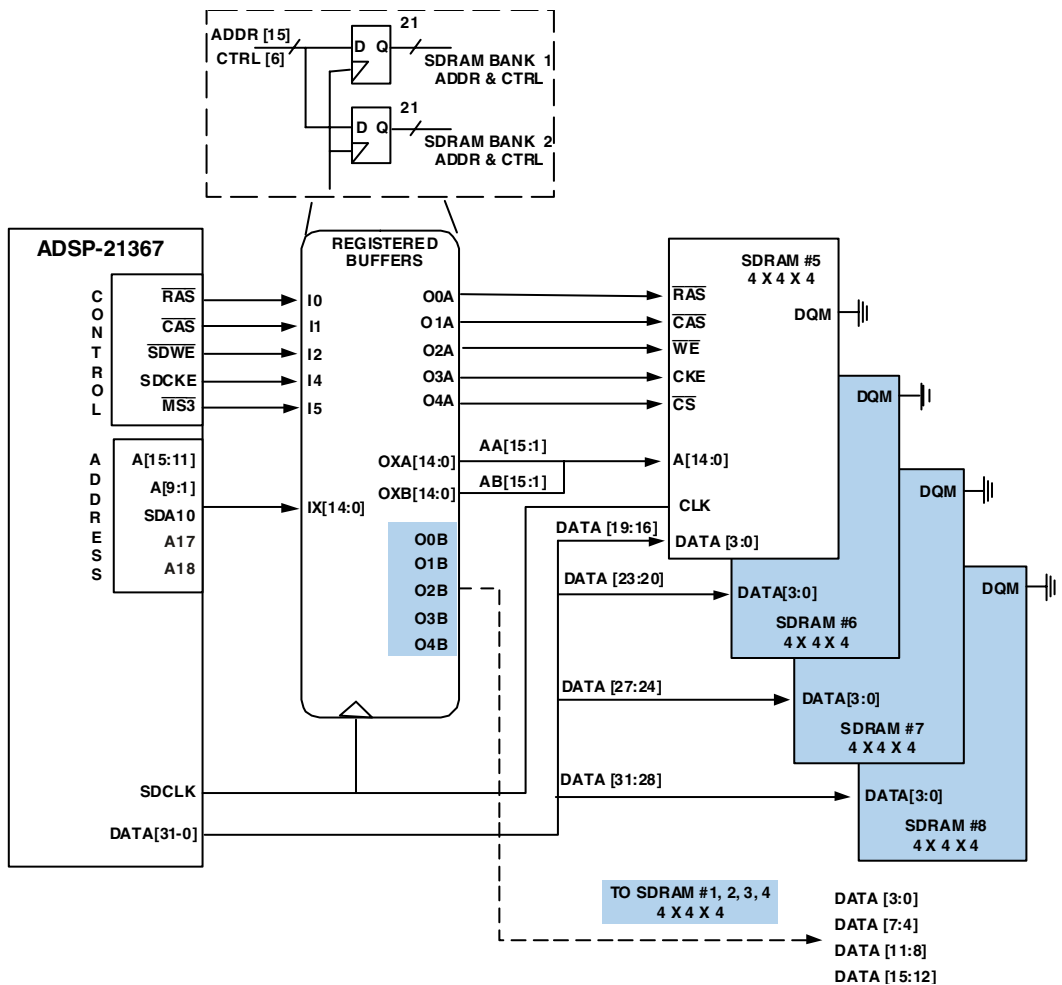 ADDR [15]
CTRL [6]
D Q
21
SDRAM BANK 1
ADDR & CTRL
D Q
21
SDRAM BANK 2
ADDR & CTRL
ADSP-21367
CONTROL
RAS
CAS
SDWE
SDCKE
MS3
ADDRESS
A[15:11]
A[9:1]
SDA10
A17
A18
SDCLK
DATA[31-0]
REGISTERED
BUFFERS
I0
I1
I2
I4
I5
IX[14:0]
O0A
O1A
O2A
O3A
O4A
OXA[14:0]
OXB[14:0]
O0B
O1B
O2B
O3B
O4B
AA[15:1]
AB[15:1]
SDRAM #5
4 X 4 X 4
DQM
RAS
CAS
WE
CKE
CS
A[14:0]
CLK
DATA [19:16]
DATA [3:0]
DQM
DATA [23:20]
DATA[3:0]
SDRAM #6
4 X 4 X 4
DQM
DATA [27:24]
DATA[3:0]
SDRAM #7
4 X 4 X 4
DQM
DATA [31:28]
DATA[3:0]
SDRAM #8
4 X 4 X 4
TO SDRAM #1, 2, 3, 4
4 X 4 X 4
DATA [3:0]
DATA [7:4]
DATA [11:8]
DATA [15:12]